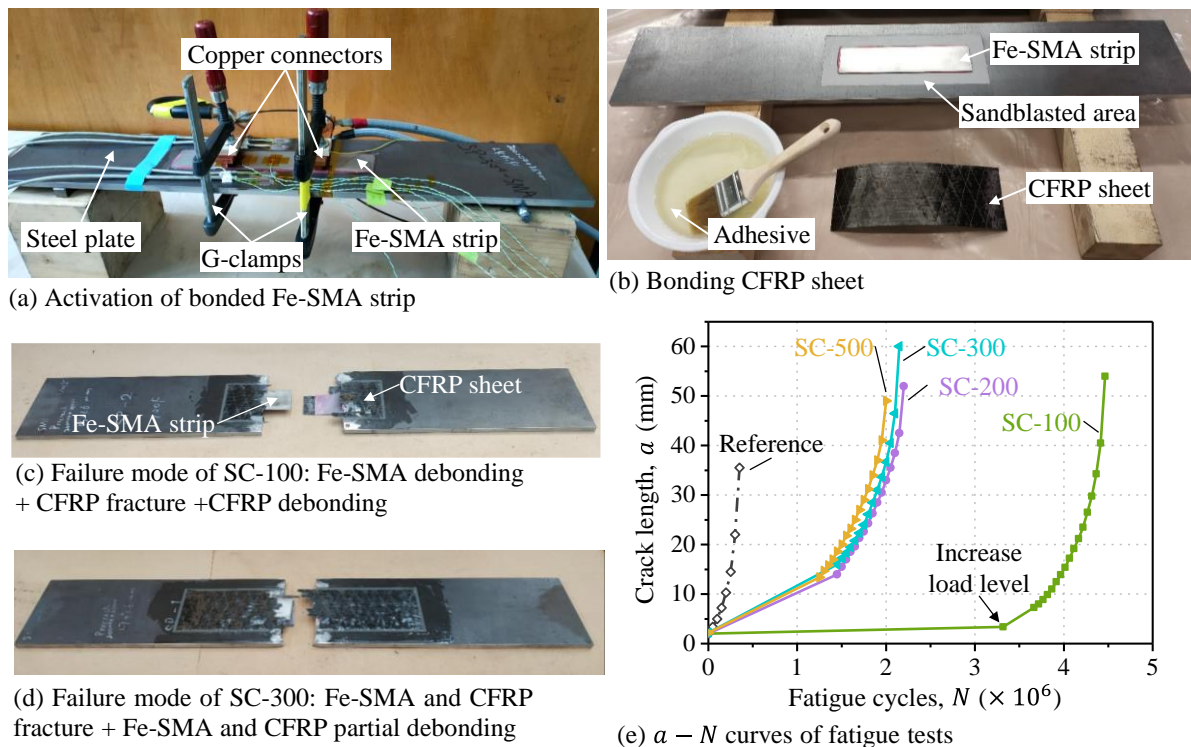 Copper connectors
Steel plate
G-clamps
Fe-SMA strip
(a) Activation of bonded Fe-SMA strip
Fe-SMA strip
Sandblasted area
CFRP sheet
Adhesive
(b) Bonding CFRP sheet
CFRP sheet
Fe-SMA strip
(c) Failure mode of SC-100: Fe-SMA debonding
+ CFRP fracture +CFRP debonding
(d) Failure mode of SC-300: Fe-SMA and CFRP
fracture + Fe-SMA and CFRP partial debonding
60
50
40
30
20
10
0
Crack length, a (mm)
SC-500
SC-300
SC-200
SC-100
Reference
Increase
load level
0 1 2 3 4 5
Fatigue cycles, N (× 10⁶)
(e) a − N curves of fatigue tests